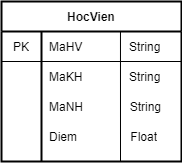 HocVien
PK MaHV String
MaKH String
MaNH String
Diem Float